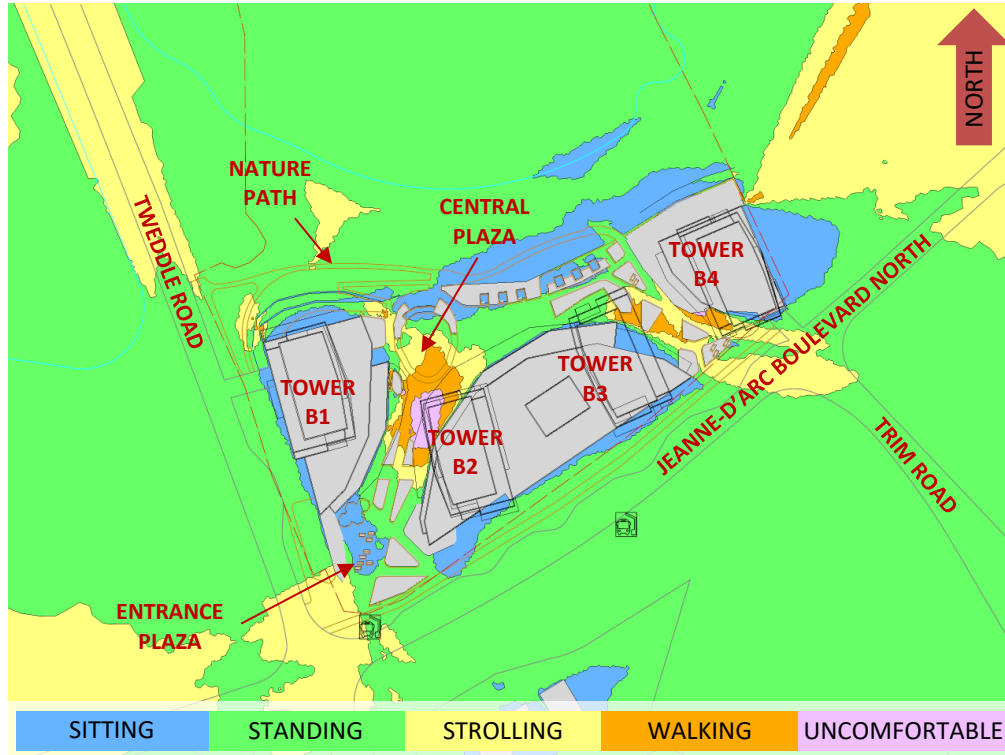 NORTH
NATURE
PATH
CENTRAL
PLAZA
TWEDDLE ROAD
TOWER
B4
TOWER
B1
TOWER
B3
TOWER
B2
JEANNE-D'ARC BOULEVARD NORTH
TRIM ROAD
ENTRANCE
PLAZA
SITTING
STANDING
STROLLING
WALKING
UNCOMFORTABLE